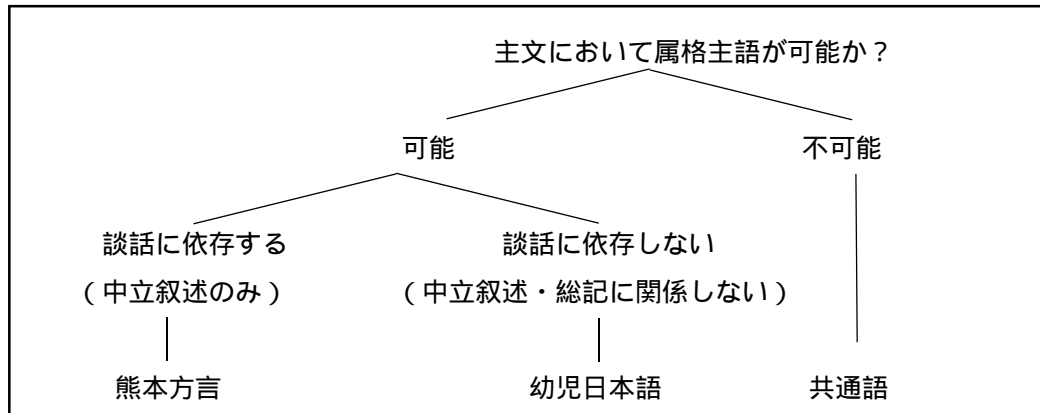 主文において属格主語が可能か？
可能 不可能
談話に依存する 談話に依存しない
（中立叙述のみ） （中立叙述・総記に関係しない）
熊本方言 幼児日本語 共通語